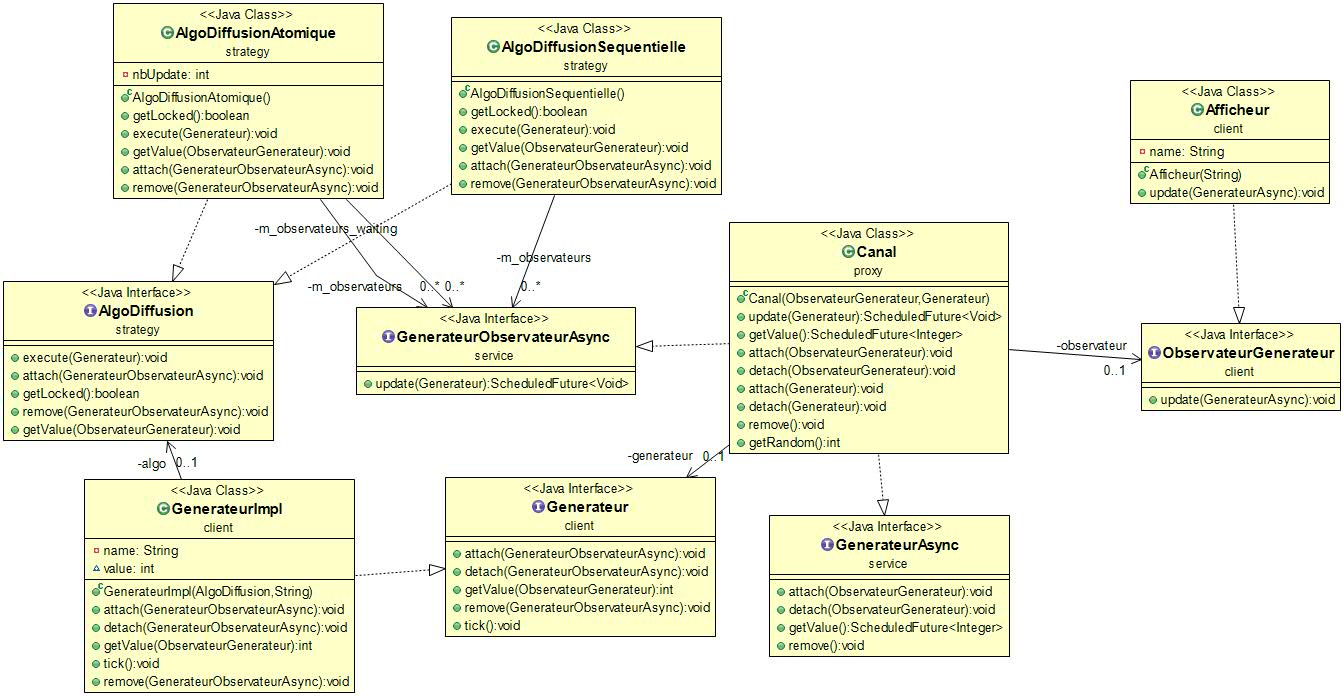 <<Java Class>>
AlgoDiffusionAtomique
strategy
nbUpdate: int
AlgoDiffusionAtomique()
getLocked():boolean
execute(Generateur):void
getValue(ObservateurGenerateur):void
attach(GenerateurObservateurAsync):void
remove(GenerateurObservateurAsync):void
<<Java Class>>
AlgoDiffusionSequentielle
strategy
AlgoDiffusionSequentielle()
getLocked():boolean
execute(Generateur):void
getValue(ObservateurGenerateur):void
attach(GenerateurObservateurAsync):void
remove(GenerateurObservateurAsync):void
<<Java Class>>
Afficheur
client
name: String
Afficheur(String)
update(GenerateurAsync):void
-m_observateurs_waiting
-m_observateurs
0..*
0..*
-m_observateurs
0..*
<<Java Class>>
Canal
proxy
Canal(ObservateurGenerateur,Generateur)
update(Generateur):ScheduledFuture<Void>
getValue():ScheduledFuture<Integer>
attach(ObservateurGenerateur):void
detach(ObservateurGenerateur):void
attach(Generateur):void
detach(Generateur):void
remove():void
getRandom():int
<<Java Interface>>
AlgoDiffusion
strategy
execute(Generateur):void
attach(GenerateurObservateurAsync):void
getLocked():boolean
remove(GenerateurObservateurAsync):void
getValue(ObservateurGenerateur):void
<<Java Interface>>
GenerateurObservateurAsync
service
update(Generateur):ScheduledFuture<Void>
-observateur
0..1
<<Java Interface>>
ObservateurGenerateur
client
update(GenerateurAsync):void
-algo
0..1
-generateur
0..1
<<Java Class>>
GenerateurImpl
client
name: String
value: int
GenerateurImpl(AlgoDiffusion,String)
attach(GenerateurObservateurAsync):void
detach(GenerateurObservateurAsync):void
getValue(ObservateurGenerateur):int
tick():void
remove(GenerateurObservateurAsync):void
<<Java Interface>>
Generateur
client
attach(GenerateurObservateurAsync):void
detach(GenerateurObservateurAsync):void
getValue(ObservateurGenerateur):int
remove(GenerateurObservateurAsync):void
tick():void
<<Java Interface>>
GenerateurAsync
service
attach(ObservateurGenerateur):void
detach(ObservateurGenerateur):void
getValue():ScheduledFuture<Integer>
remove():void